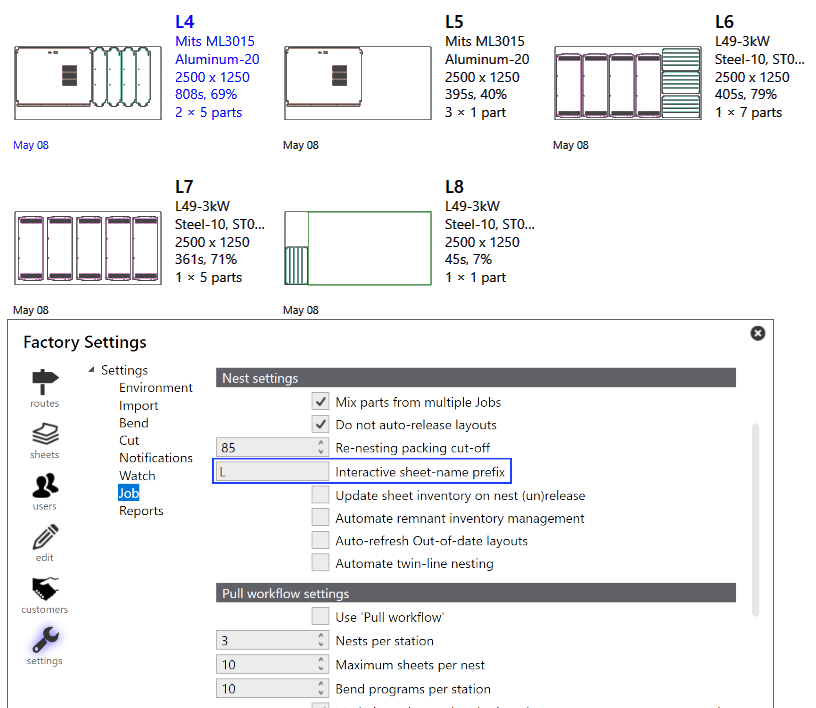 L4
Mits ML3015
Aluminum-20
2500 x 1250
808s, 69%
2 × 5 parts
May 08
L5
Mits ML3015
Aluminum-20
2500 x 1250
395s, 40%
3 × 1 part
May 08
L6
L49-3kW
Steel-10, ST0...
2500 x 1250
405s, 79%
1 × 7 parts
May 08
L7
L49-3kW
Steel-10, ST0...
2500 x 1250
361s, 71%
1 × 5 parts
May 08
L8
L49-3kW
Steel-10, ST0...
2500 x 1250
45s, 7%
1 × 1 part
May 08
Factory Settings
routes
sheets
users
edit
customers
settings
Settings
Environment
Import
Bend
Cut
Notifications
Watch
Job
Reports
Nest settings
Mix parts from multiple Jobs
Do not auto-release layouts
85 Re-nesting packing cut-off
L Interactive sheet-name prefix
Update sheet inventory on nest (un)release
Automate remnant inventory management
Auto-refresh Out-of-date layouts
Automate twin-line nesting
Pull workflow settings
Use 'Pull workflow'
3 Nests per station
10 Maximum sheets per nest
10 Bend programs per station